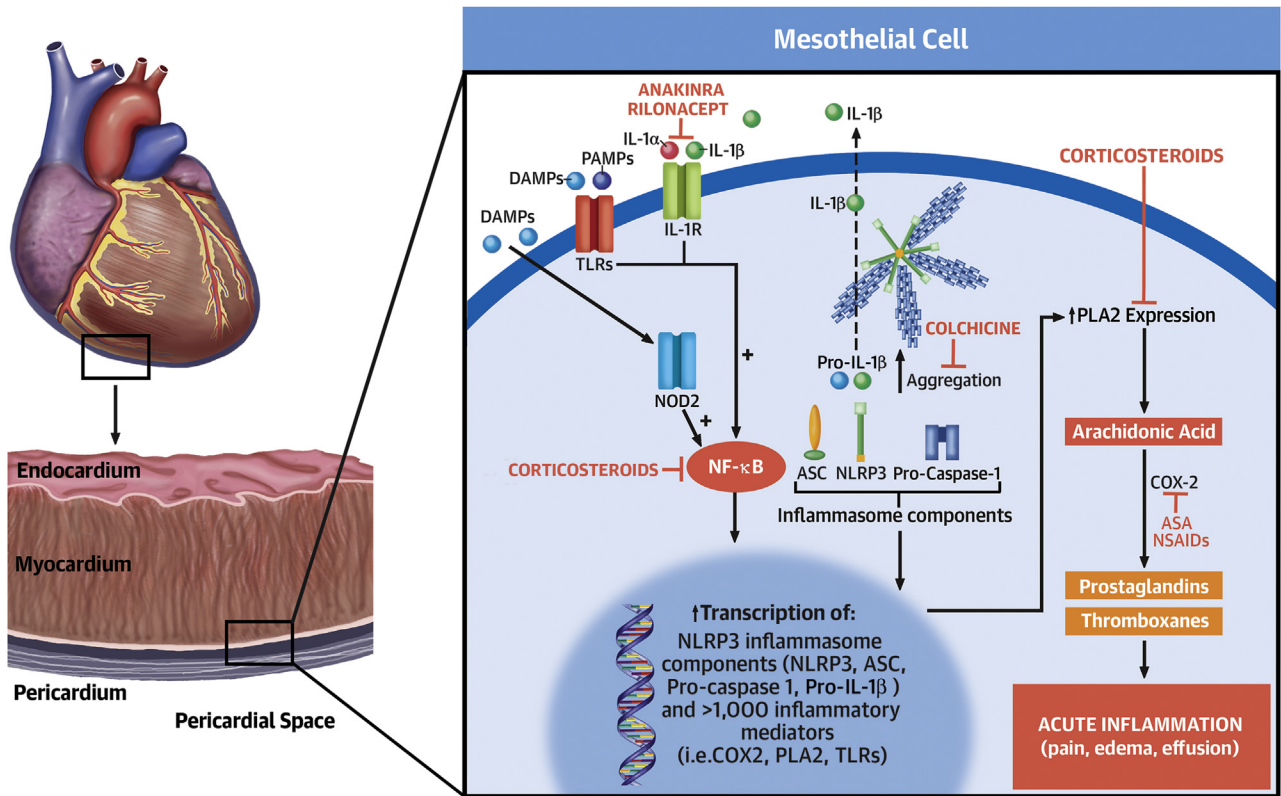 Endocardium
Myocardium
Pericardium
Pericardial Space
Mesothelial Cell
ANAKINRA
RILONACEPT
IL-1α
IL-1β
PAMPs
DAMPs
DAMPs
TLRs
IL-1R
NOD2
+
+
CORTICOSTEROIDS
NF-κB
IL-1β
IL-1β
Pro-IL-1β
COLCHICINE
Aggregation
ASC
NLRP3
Pro-Caspase-1
Inflammasome components
↑Transcription of:
NLRP3 inflammasome
components (NLRP3, ASC,
Pro-caspase 1, Pro-IL-1β )
and >1,000 inflammatory
mediators
(i.e.COX2, PLA2, TLRs)
CORTICOSTEROIDS
↑PLA2 Expression
Arachidonic Acid
COX-2
ASA
NSAIDs
Prostaglandins
Thromboxanes
ACUTE INFLAMMATION
(pain, edema, effusion)